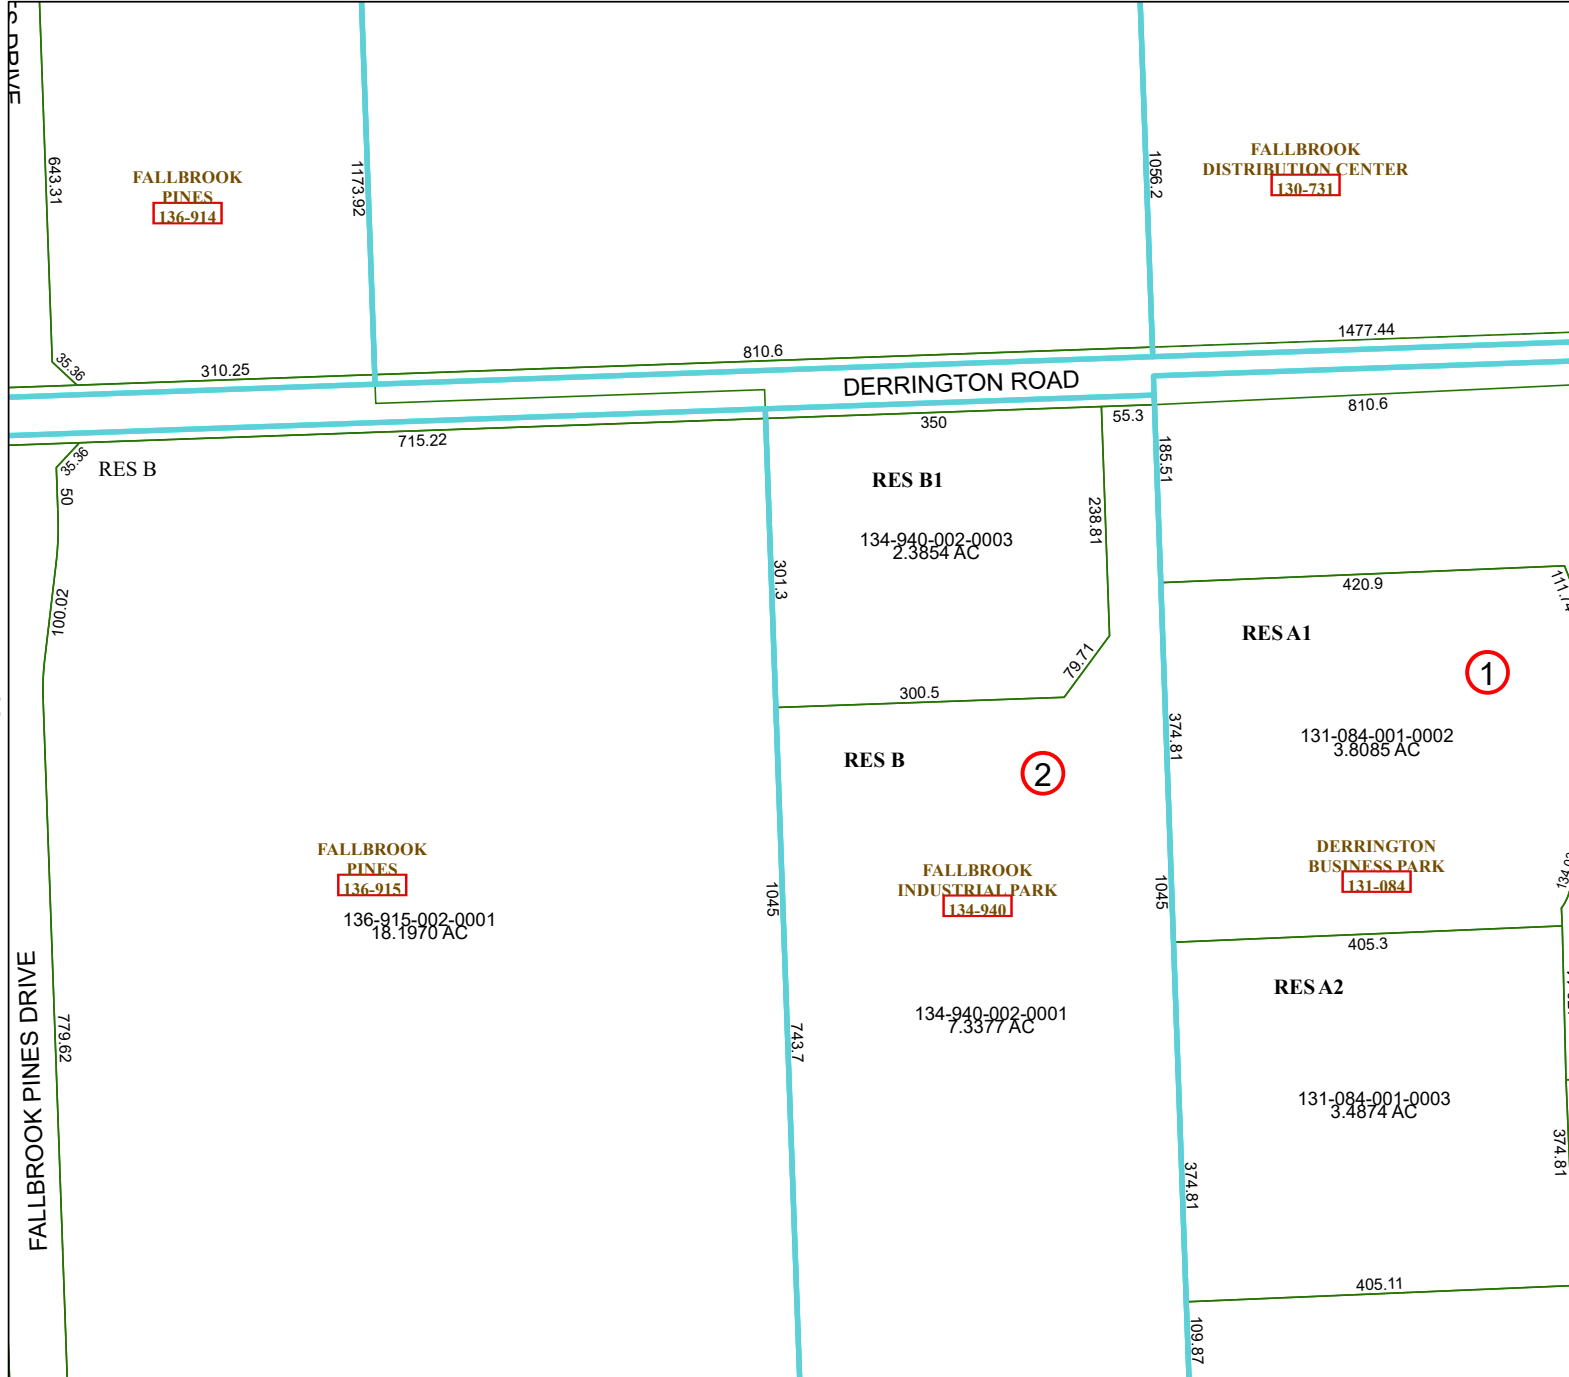 643.31
FALLBROOK
PINES
136-914
1173.92
1056.2
FALLBROOK
DISTRIBUTION CENTER
130-731
35.36
310.25
810.6
1477.44
DERRINGTON ROAD
715.22
350
55.3
810.6
35.36
RES B
50
185.51
RES B1
238.81
134-940-002-0003
2.3854 AC
301.3
420.9
111.74
100.02
RES A1
1
79.71
300.5
374.81
RES B
2
131-084-001-0002
3.8085 AC
FALLBROOK
PINES
136-915
136-915-002-0001
18.1970 AC
1045
FALLBROOK
INDUSTRIAL PARK
134-940
1045
DERRINGTON
BUSINESS PARK
131-084
405.3
RES A2
FALLBROOK PINES DRIVE
779.62
743.7
134-940-002-0001
7.3377 AC
131-084-001-0003
3.4874 AC
374.81
374.81
405.11
109.87